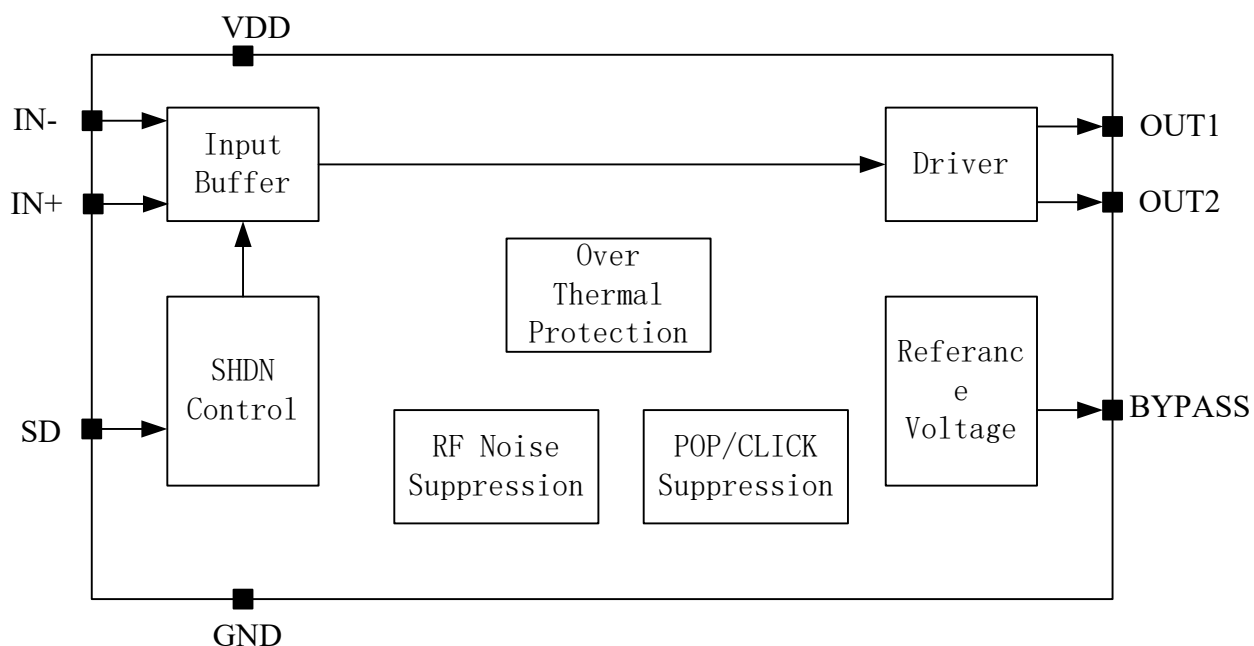 VDD
IN-
Input
Buffer
IN+
Driver
OUT1
OUT2
Over
Thermal
Protection
SHDN
Control
SD
Referanc
e
Voltage
BYPASS
RF Noise
Suppression
POP/CLICK
Suppression
GND